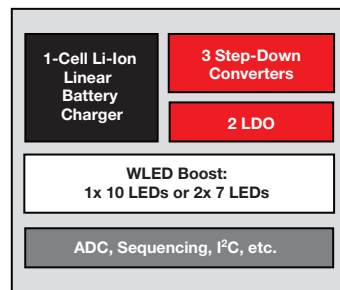 1-Cell Li-Ion
Linear
Battery
Charger
3 Step-Down
Converters
2 LDO
WLED Boost:
1x 10 LEDs or 2x 7 LEDs
ADC, Sequencing, I²C, etc.